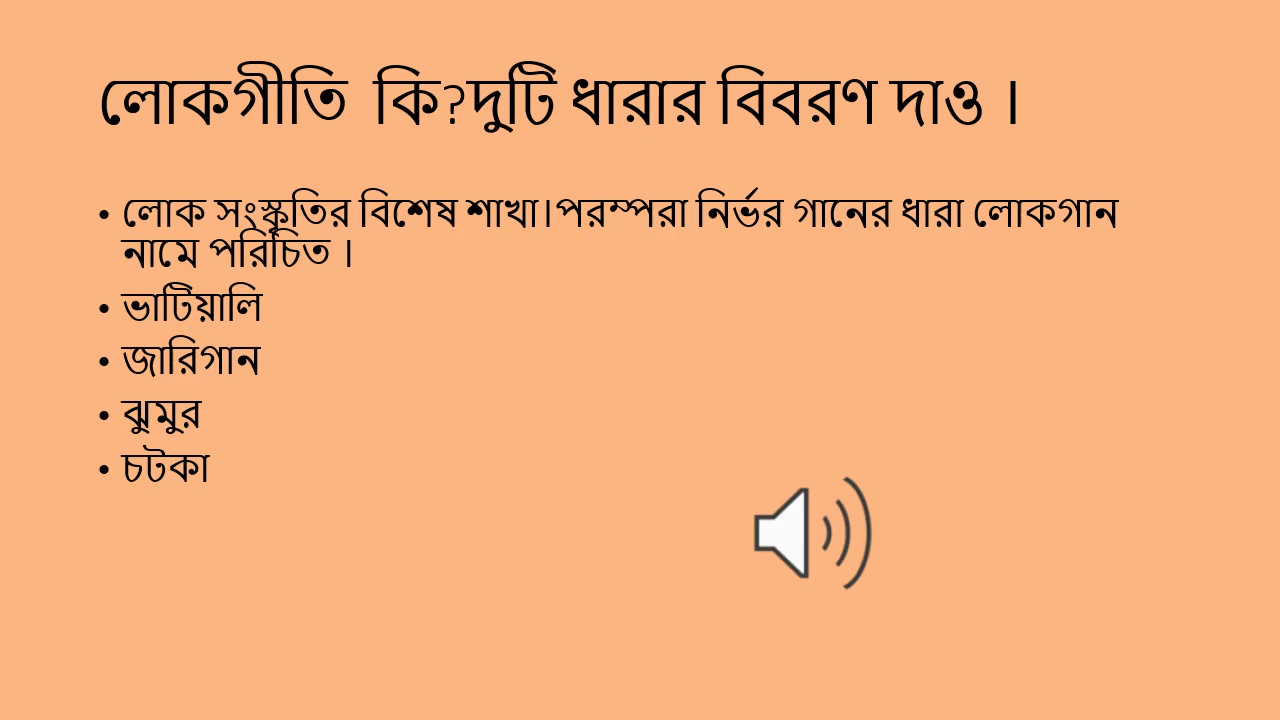 লোকগীতি কি?দুটি ধারার বিবরণ দাও ।
• লোক সংস্কৃতির বিশেষ শাখা।পরম্পরা নির্ভর গানের ধারা লোকগান
নামে পরিচিত ।
• ভাটিয়ালি
• জারিগান
• ঝুমুর
• চটকা